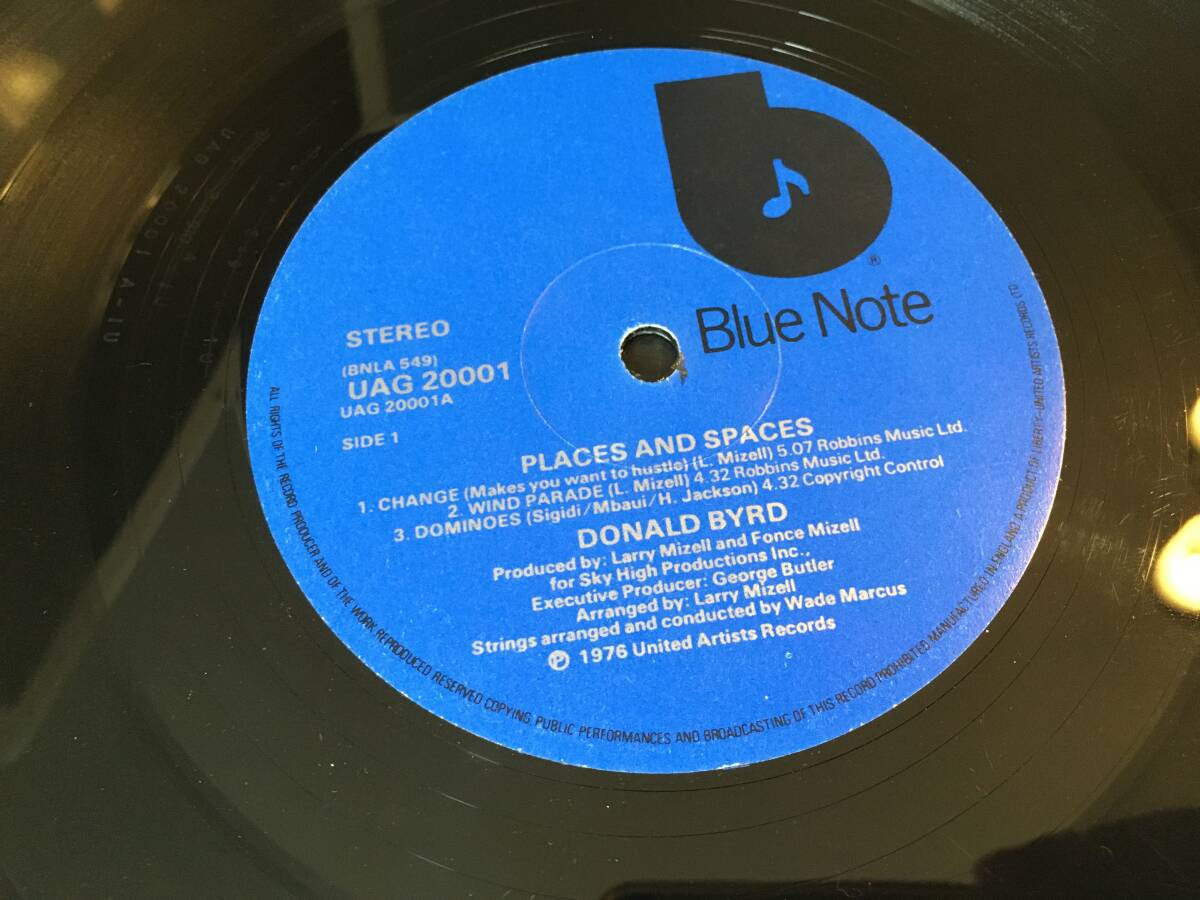 Blue Note
®
STEREO
(BNLA 549)
UAG 20001
UAG 20001A
SIDE 1
PLACES AND SPACES
1. CHANGE (Makes you want to hustle) (L. Mizell) 5.07 Robbins Music Ltd.
2. WIND PARADE (L. Mizell) 4.32 Robbins Music Ltd.
3. DOMINOES (Sigidi/Mbaui/H. Jackson) 4.32 Copyright Control
DONALD BYRD
Produced by: Larry Mizell and Fonce Mizell
for Sky High Productions Inc.,
Executive Producer: George Butler
Arranged by: Larry Mizell
Strings arranged and conducted by Wade Marcus
℗ 1976 United Artists Records
ALL RIGHTS OF THE RECORD PRODUCER AND OF THE WORK REPRODUCED RESERVED COPYING PUBLIC PERFORMANCES AND BROADCASTING OF THIS RECORD PROHIBITED MANUFACTURED IN ENGLAND A PRODUCT OF LIBERTY-UNITED ARTISTS RECORDS LTD
UAG 20001 A-1U